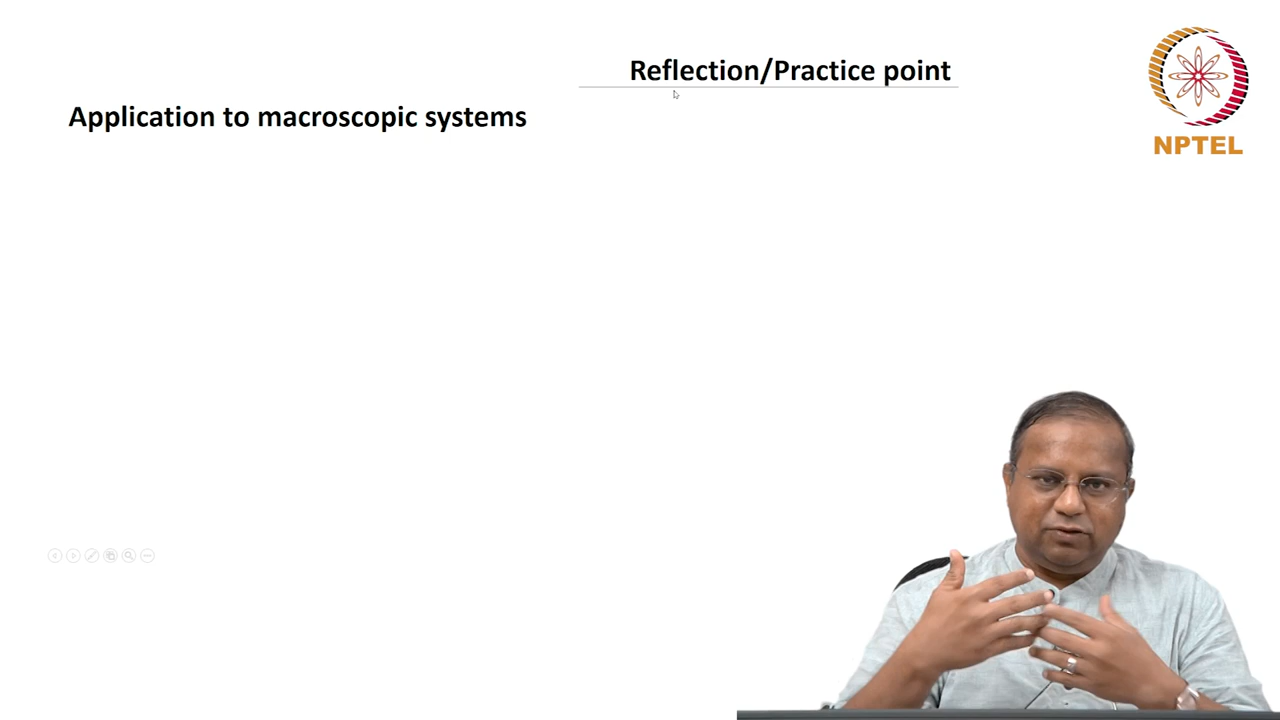 Reflection/Practice point
Application to macroscopic systems
NPTEL